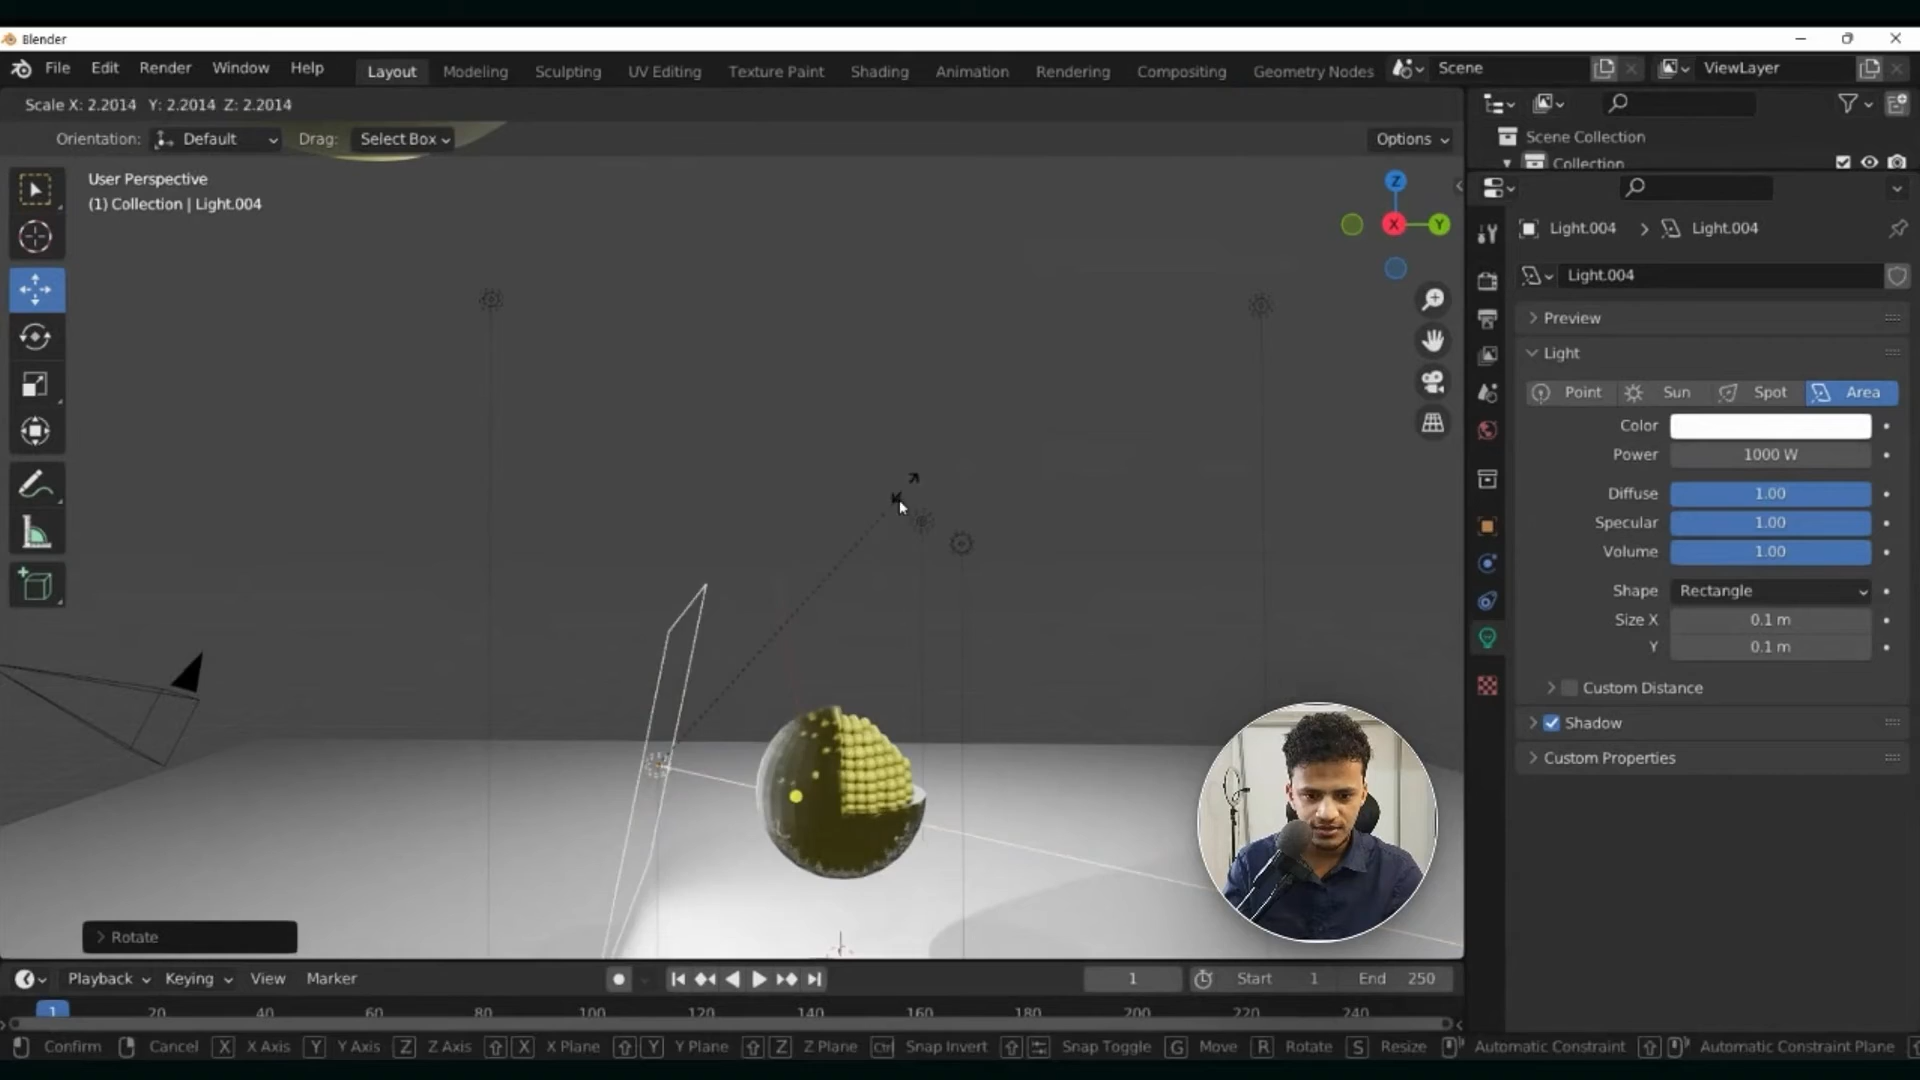 Blender
File Edit Render Window Help Layout Modeling Sculpting UV Editing Texture Paint Shading Animation Rendering Compositing Geometry Nodes Scene ViewLayer
Scale X: 2.2014 Y: 2.2014 Z: 2.2014
Orientation: Default Drag: Select Box Options
Scene Collection
Collection
User Perspective
(1) Collection | Light.004
Z
X Y
Light.004 > Light.004
Light.004
Preview
Light
Point Sun Spot Area
Color
Power 1000 W
Diffuse 1.00
Specular 1.00
Volume 1.00
Shape Rectangle
Size X 0.1 m
Y 0.1 m
Custom Distance
Shadow
Custom Properties
> Rotate
Playback Keying View Marker 1 Start 1 End 250
1 20 40 60 80 100 120 140 160 180 200 220 240
Confirm Cancel X X Axis Y Y Axis Z Z Axis X X Plane Y Y Plane Z Z Plane Ctrl Snap Invert Snap Toggle G Move R Rotate S Resize Automatic Constraint Automatic Constraint Plane